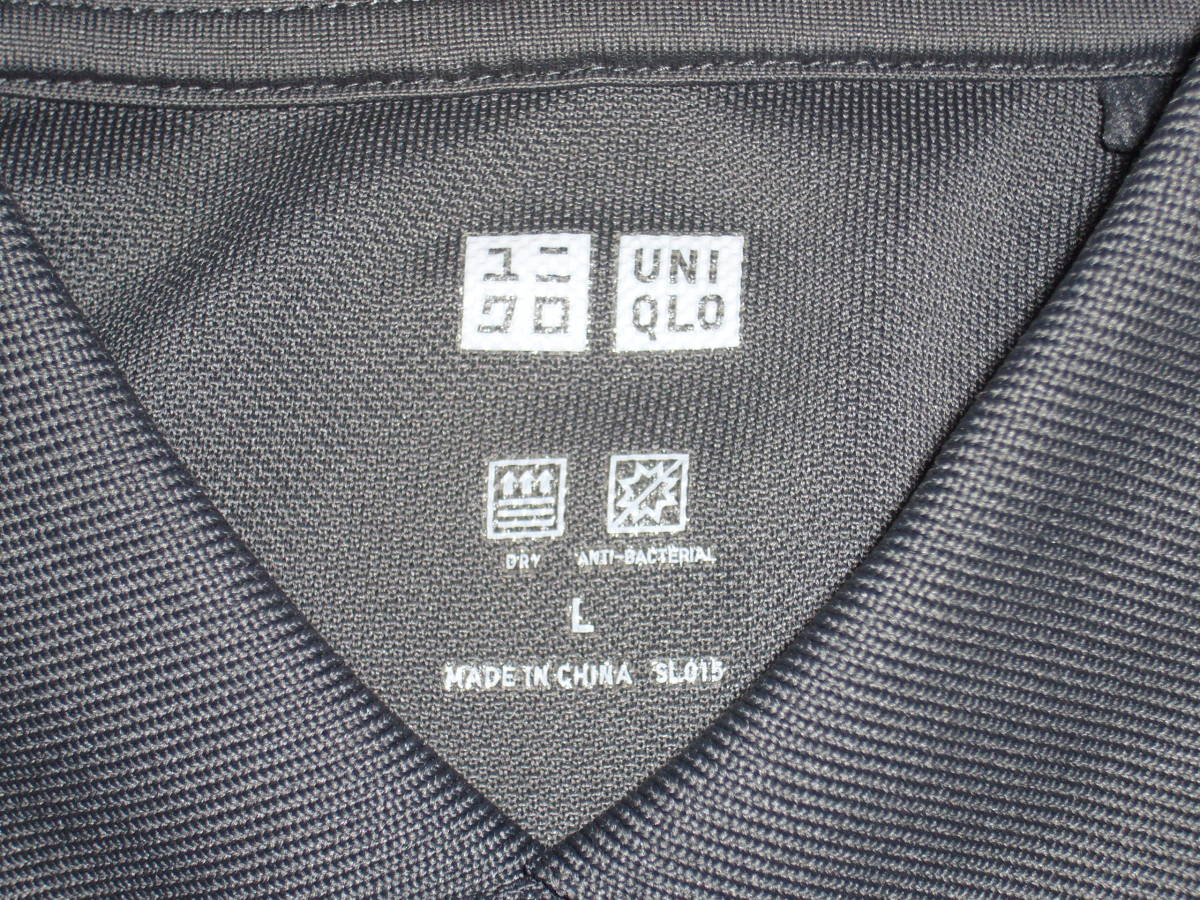 ユニ UNI
クロ QLO
DRY ANTI-BACTERIAL
L
MADE IN CHINA SL015